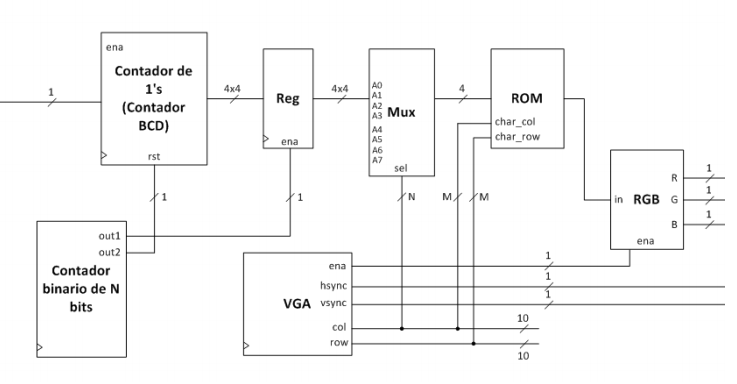 ena
Contador de
1's
(Contador
BCD)
rst
1
4x4
Reg
ena
4x4
A0
A1
A2
A3
A4
A5
A6
A7
Mux
sel
4
ROM
char_col
char_row
1
1
N
M
M
in
RGB
R
G
B
ena
1
1
1
out1
out2
Contador
binario de N
bits
VGA
ena
hsync
vsync
col
row
1
1
1
10
10